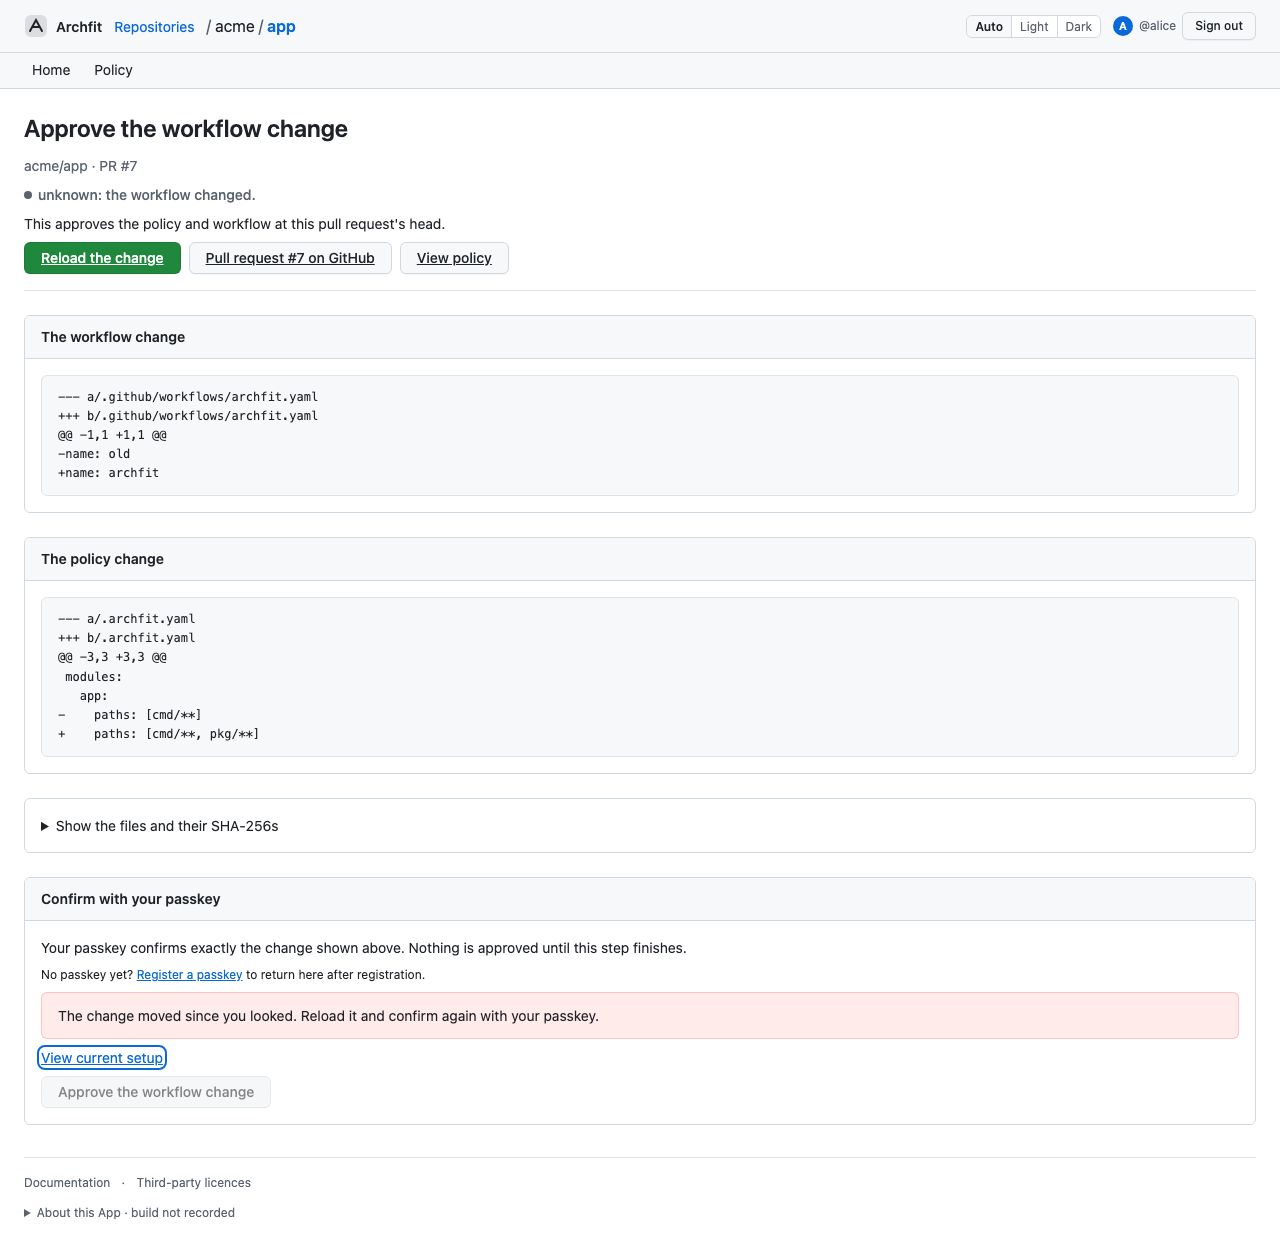 Archfit Repositories / acme / app
Auto Light Dark A @alice Sign out
Home Policy
Approve the workflow change
acme/app · PR #7
unknown: the workflow changed.
This approves the policy and workflow at this pull request's head.
Reload the change Pull request #7 on GitHub View policy
The workflow change
--- a/.github/workflows/archfit.yaml
+++ b/.github/workflows/archfit.yaml
@@ -1,1 +1,1 @@
-name: old
+name: archfit
The policy change
--- a/.archfit.yaml
+++ b/.archfit.yaml
@@ -3,3 +3,3 @@
 modules:
   app:
-    paths: [cmd/**]
+    paths: [cmd/**, pkg/**]
Show the files and their SHA-256s
Confirm with your passkey
Your passkey confirms exactly the change shown above. Nothing is approved until this step finishes.
No passkey yet? Register a passkey to return here after registration.
The change moved since you looked. Reload it and confirm again with your passkey.
View current setup
Approve the workflow change
Documentation · Third-party licences
About this App · build not recorded